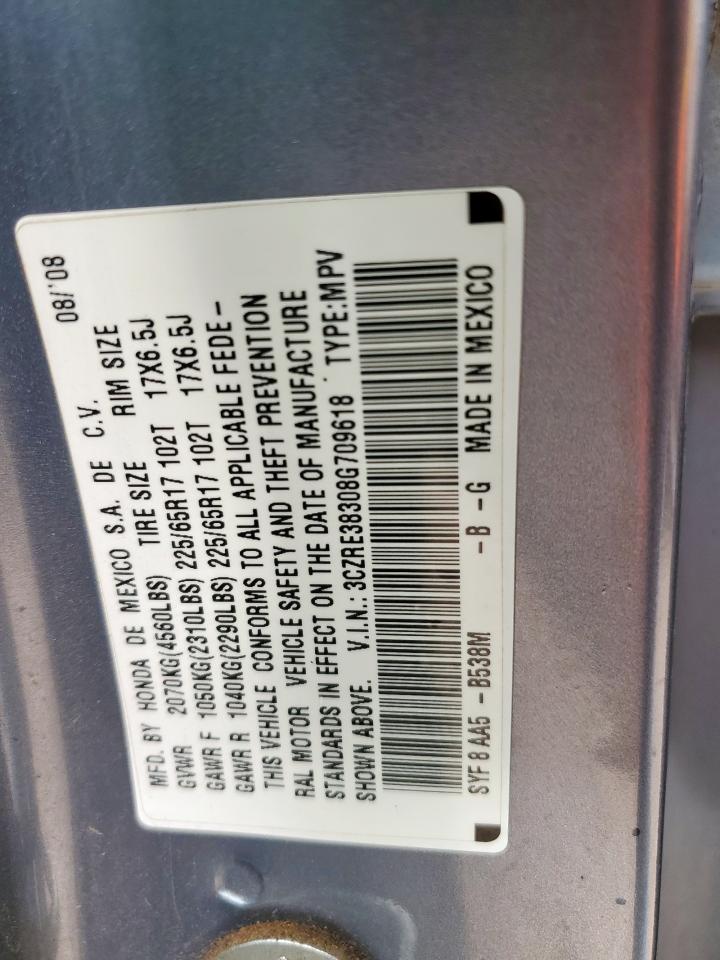 MFD. BY HONDA DE MEXICO S.A. DE C.V. 08/'08
GVWR 2070KG(4560LBS) TIRE SIZE RIM SIZE
GAWR F 1050KG(2310LBS) 225/65R17 102T 17X6.5J
GAWR R 1040KG(2290LBS) 225/65R17 102T 17X6.5J
THIS VEHICLE CONFORMS TO ALL APPLICABLE FEDE-
RAL MOTOR VEHICLE SAFETY AND THEFT PREVENTION
STANDARDS IN EFFECT ON THE DATE OF MANUFACTURE
SHOWN ABOVE. V.I.N.: 3CZRE38308G709618 TYPE:MPV
SYF 8 AA5 - B538M -B -G MADE IN MEXICO